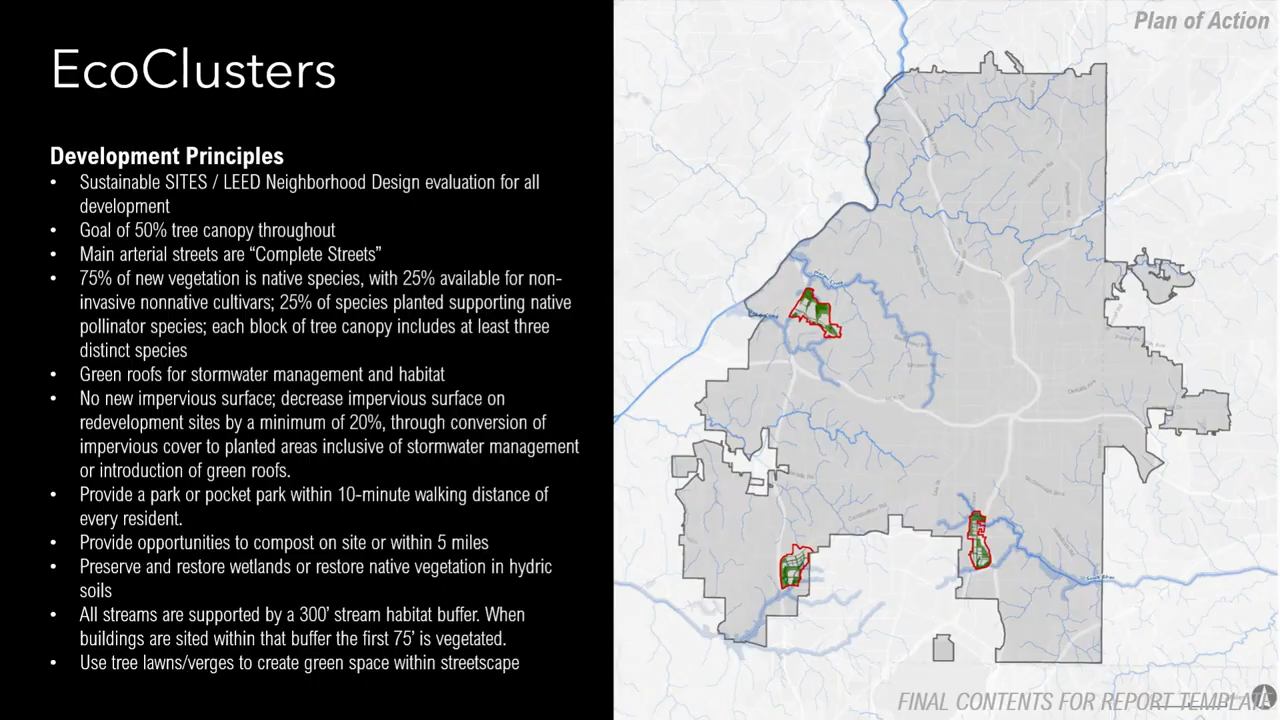 Plan of Action
EcoClusters
Development Principles
• Sustainable SITES / LEED Neighborhood Design evaluation for all
development
• Goal of 50% tree canopy throughout
• Main arterial streets are “Complete Streets”
• 75% of new vegetation is native species, with 25% available for non-
invasive nonnative cultivars; 25% of species planted supporting native
pollinator species; each block of tree canopy includes at least three
distinct species
• Green roofs for stormwater management and habitat
• No new impervious surface; decrease impervious surface on
redevelopment sites by a minimum of 20%, through conversion of
impervious cover to planted areas inclusive of stormwater management
or introduction of green roofs.
• Provide a park or pocket park within 10-minute walking distance of
every resident.
• Provide opportunities to compost on site or within 5 miles
• Preserve and restore wetlands or restore native vegetation in hydric
soils
• All streams are supported by a 300’ stream habitat buffer. When
buildings are sited within that buffer the first 75’ is vegetated.
• Use tree lawns/verges to create green space within streetscape
FINAL CONTENTS FOR REPORT TEMPLATE